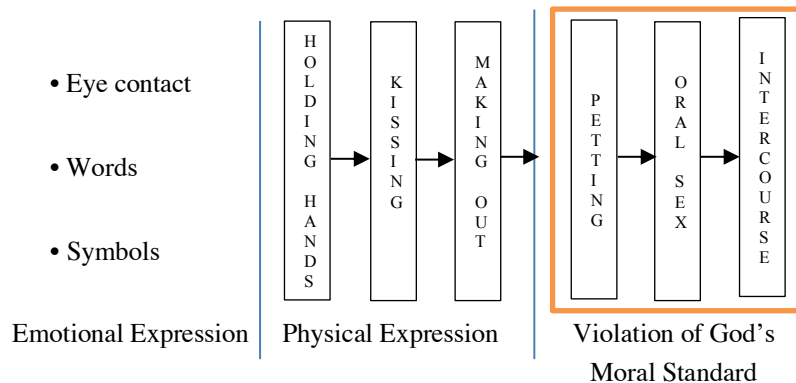 • Eye contact
• Words
• Symbols
HOLDING HANDS
KISSING
MAKING OUT
PETTING
ORAL SEX
INTERCOURSE
Emotional Expression
Physical Expression
Violation of God's
Moral Standard